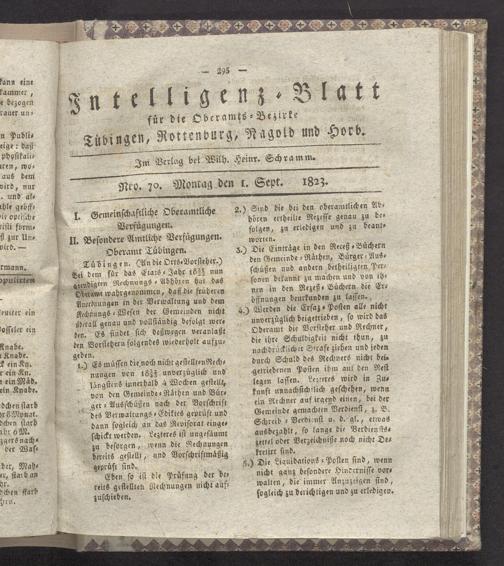 — 295 —
Intelligenz-Blatt
für die Oberamts-Bezirke
Tübingen, Rottenburg, Nagold und Horb.
Im Verlag bei Wilh. Heinr. Schramm.
Nro. 70. Montag den 1. Sept. 1823.
I. Gemeinschaftliche Oberamtliche
Verfügungen.
II. Besondere Amtliche Verfügungen.
Oberamt Tübingen.
Tübingen. (An die Orts-Vorsteher.)
Bei dem für das Etats-Jahr nun
geendigten Rechnungs-Abhören hat das
Oberamt wahrgenommen, daß die früheren
Anordnungen in der Verwaltung und dem
Rechnungs-Wesen der Gemeinden nicht
überall genau und vollständig befolgt wer-
den. Es findet sich deßwegen veranlaßt
den Vorstehern folgendes wiederholt aufzu-
geben.
1.) Es müssen die noch nicht gestellten Rech-
nungen von unverzüglich und
längstens innerhalb 4 Wochen gestellt,
von den Gemeinde-Räthen und Bür-
ger-Ausschüssen nach der Vorschrift
des Verwaltungs-Edikts geprüft und
dann sogleich an das Revisorat einge-
schickt werden. Lezteres ist ungesäumt
zu besorgen, wenn die Rechnungen
bereits gestellt, und Vorschriftmäßig
geprüft sind.
Eben so ist die Prüfung der be-
reits gestellten Rechnungen nicht auf-
zuschieben.
2.) Sind die bei den oberamtlichen Ab-
hören ertheilte Rezesse genau zu be-
folgen, zu erledigen und zu beant-
worten.
3.) Die Einträge in den Rezeß-Büchern
den Gemeinde-Räthen, Bürger-Aus-
schüssen und andern betheiligten Per-
sonen bekannt zu machen und von ih-
nen in den Rezeß-Büchern die Er-
öffnungen beurkunden zu lassen.
4.) Werden die Ersaz-Posten alle nicht
unverzüglich beigetrieben, so wird das
Oberamt die Vorsteher und Rechner,
die ihre Schuldigkeit nicht thun, zu
nachdrücklicher Strafe ziehen und jeden
durch Schuld des Rechners nicht bei-
getriebenen Posten ihm auf den Rest
legen lassen. Lezteres wird in Zu-
kunft unnachsichtlich geschehen, wenn
ein Rechner auf irgend einen, bei der
Gemeinde gemachten Verdienst, z. B.
Schreib-Verdienst u. d. gl., etwas
ausbezahlt, so lange die Verdienst-
zettel oder Verzeichnisse noch nicht De-
kretirt sind.
5.) Die Liquidations-Posten sind, wenn
nicht ganz besondere Hindernisse vor-
walten, die immer anzuzeigen sind,
sogleich zu berichtigen und zu erledigen.